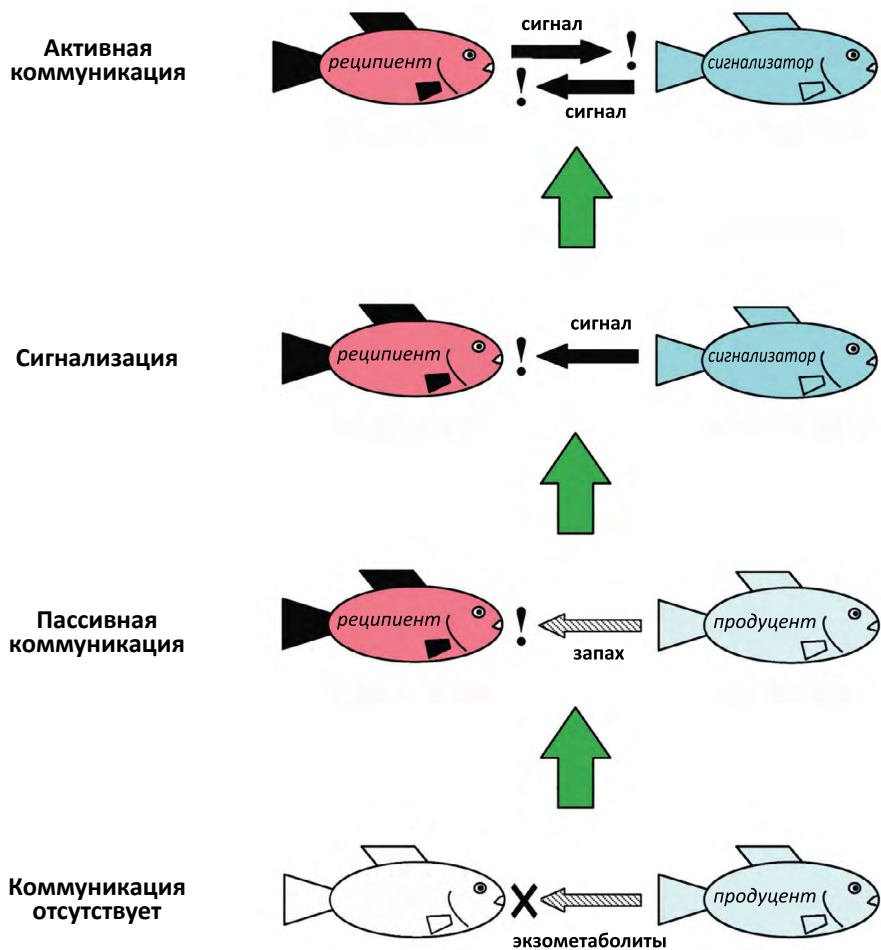 Активная
коммуникация
реципиент
сигнал
!
!
сигнал
сигнализатор
Сигнализация
реципиент
!
сигнал
сигнализатор
Пассивная
коммуникация
реципиент
!
запах
продуцент
Коммуникация
отсутствует
X
экзометаболиты
продуцент